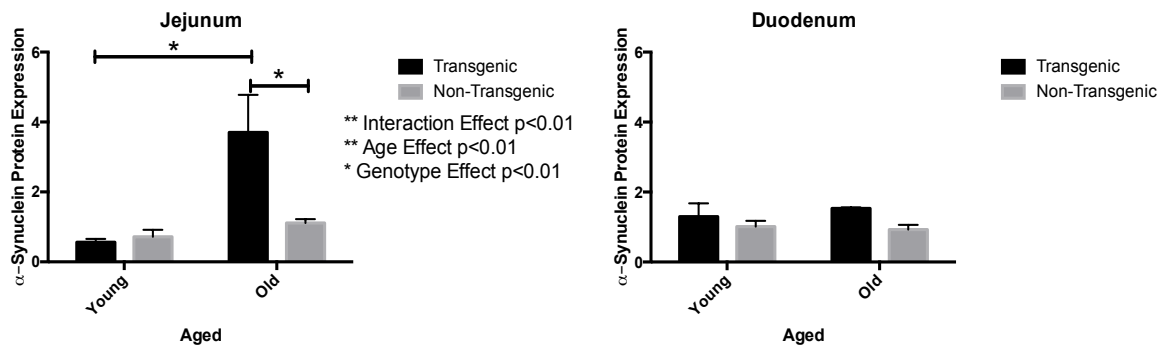 Jejunum
α-Synuclein Protein Expression
6
4
2
0
*
*
Transgenic
Non-Transgenic
** Interaction Effect p<0.01
** Age Effect p<0.01
* Genotype Effect p<0.01
Young
Old
Aged
Duodenum
α-Synuclein Protein Expression
6
4
2
0
Transgenic
Non-Transgenic
Young
Old
Aged